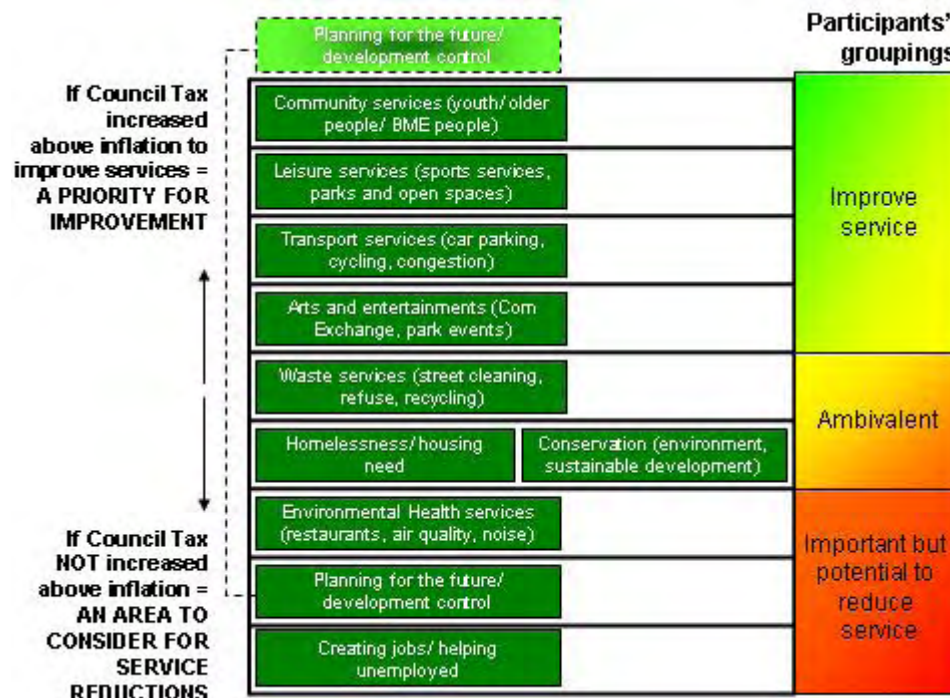 Planning for the future/
development control
Participants'
groupings
If Council Tax
increased
above inflation to
improve services =
A PRIORITY FOR
IMPROVEMENT
Community services (youth/ older
people/ BME people)
Leisure services (sports services,
parks and open spaces)
Transport services (car parking,
cycling, congestion)
Arts and entertainments (Corn
Exchange, park events)
Improve
service
Waste services (street cleaning,
refuse, recycling)
Homelessness/ housing
need
Conservation (environment,
sustainable development)
Ambivalent
If Council Tax
NOT increased
above inflation =
AN AREA TO
CONSIDER FOR
SERVICE
REDUCTIONS
Environmental Health services
(restaurants, air quality, noise)
Planning for the future/
development control
Creating jobs/ helping
unemployed
Important but
potential to
reduce
service